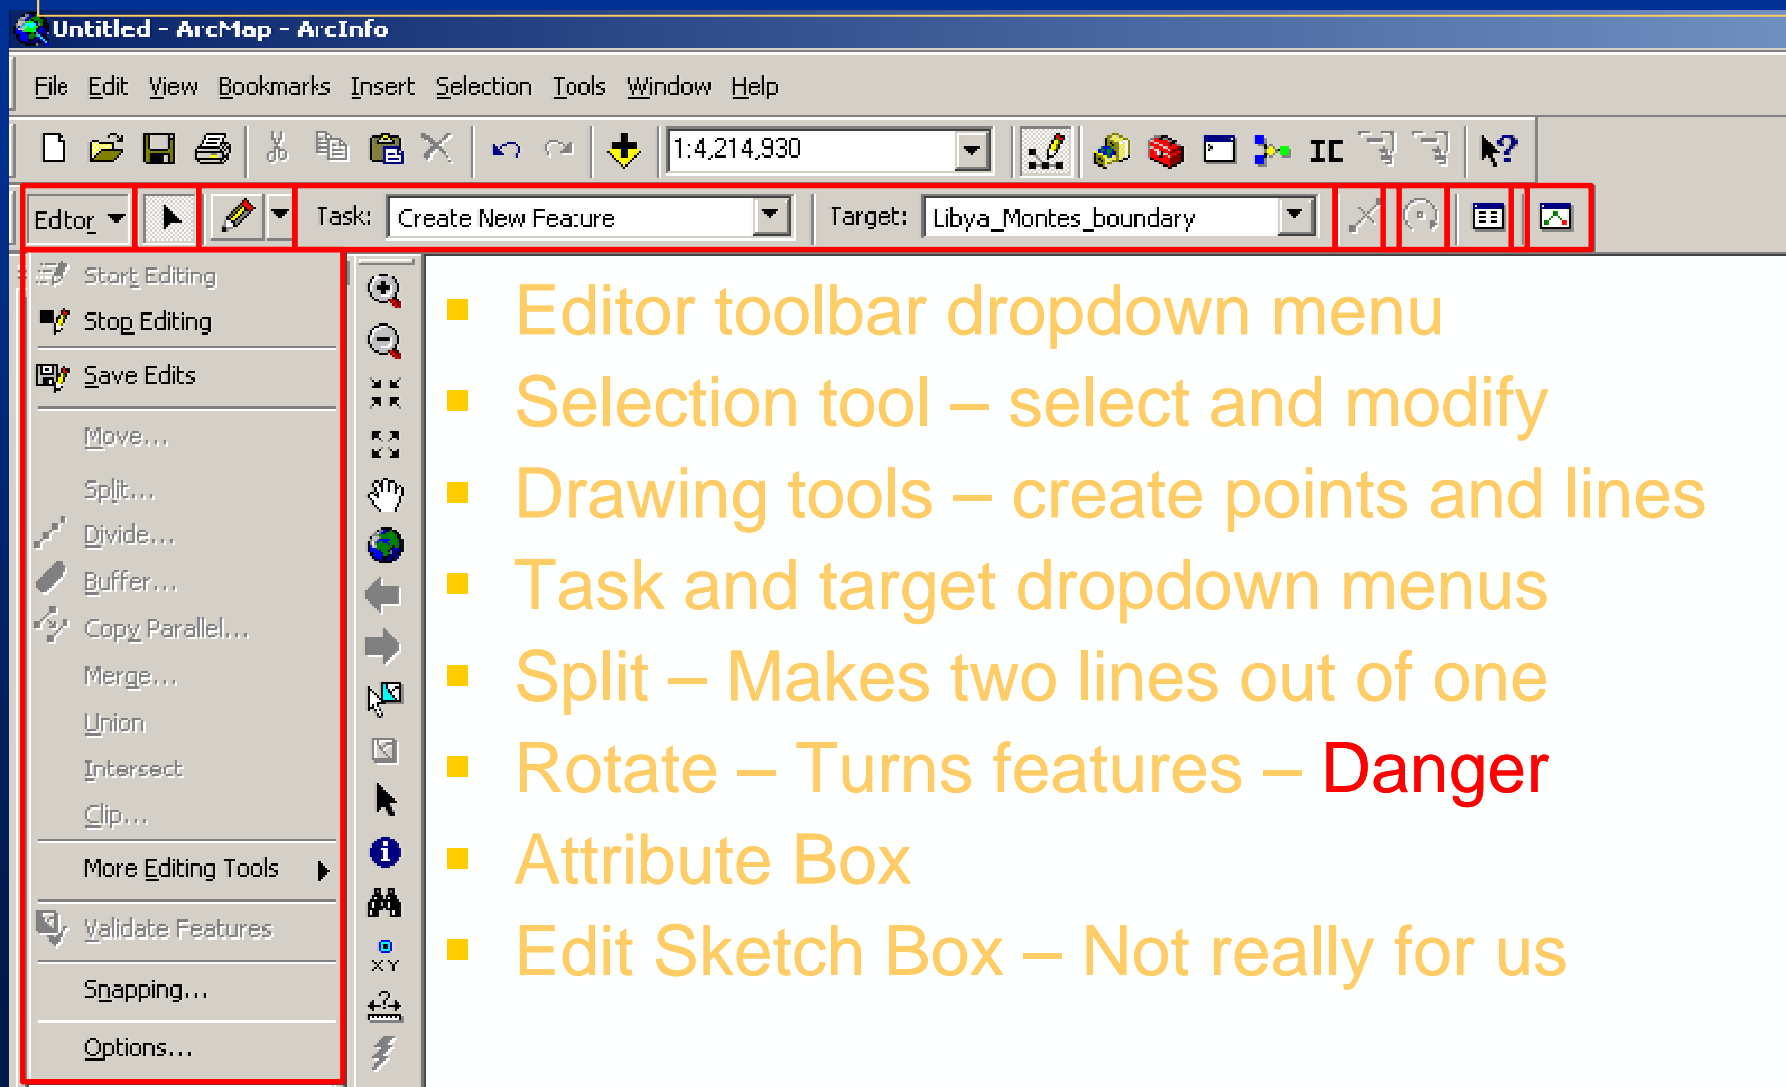 Untitled - ArcMap - ArcInfo
File Edit View Bookmarks Insert Selection Tools Window Help
1:4,214,930
Editor Task: Create New Feature Target: Libya_Montes_boundary
Start Editing
Stop Editing
Save Edits
Move...
Split...
Divide...
Buffer...
Copy Parallel...
Merge...
Union
Intersect
Clip...
More Editing Tools
Validate Features
Snapping...
Options...
XY
Editor toolbar dropdown menu
Selection tool – select and modify
Drawing tools – create points and lines
Task and target dropdown menus
Split – Makes two lines out of one
Rotate – Turns features – Danger
Attribute Box
Edit Sketch Box – Not really for us